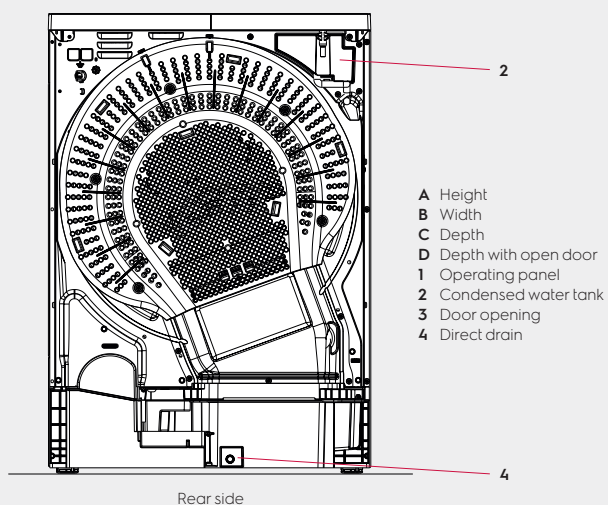 2
A Height
B Width
C Depth
D Depth with open door
1 Operating panel
2 Condensed water tank
3 Door opening
4 Direct drain
4
Rear side